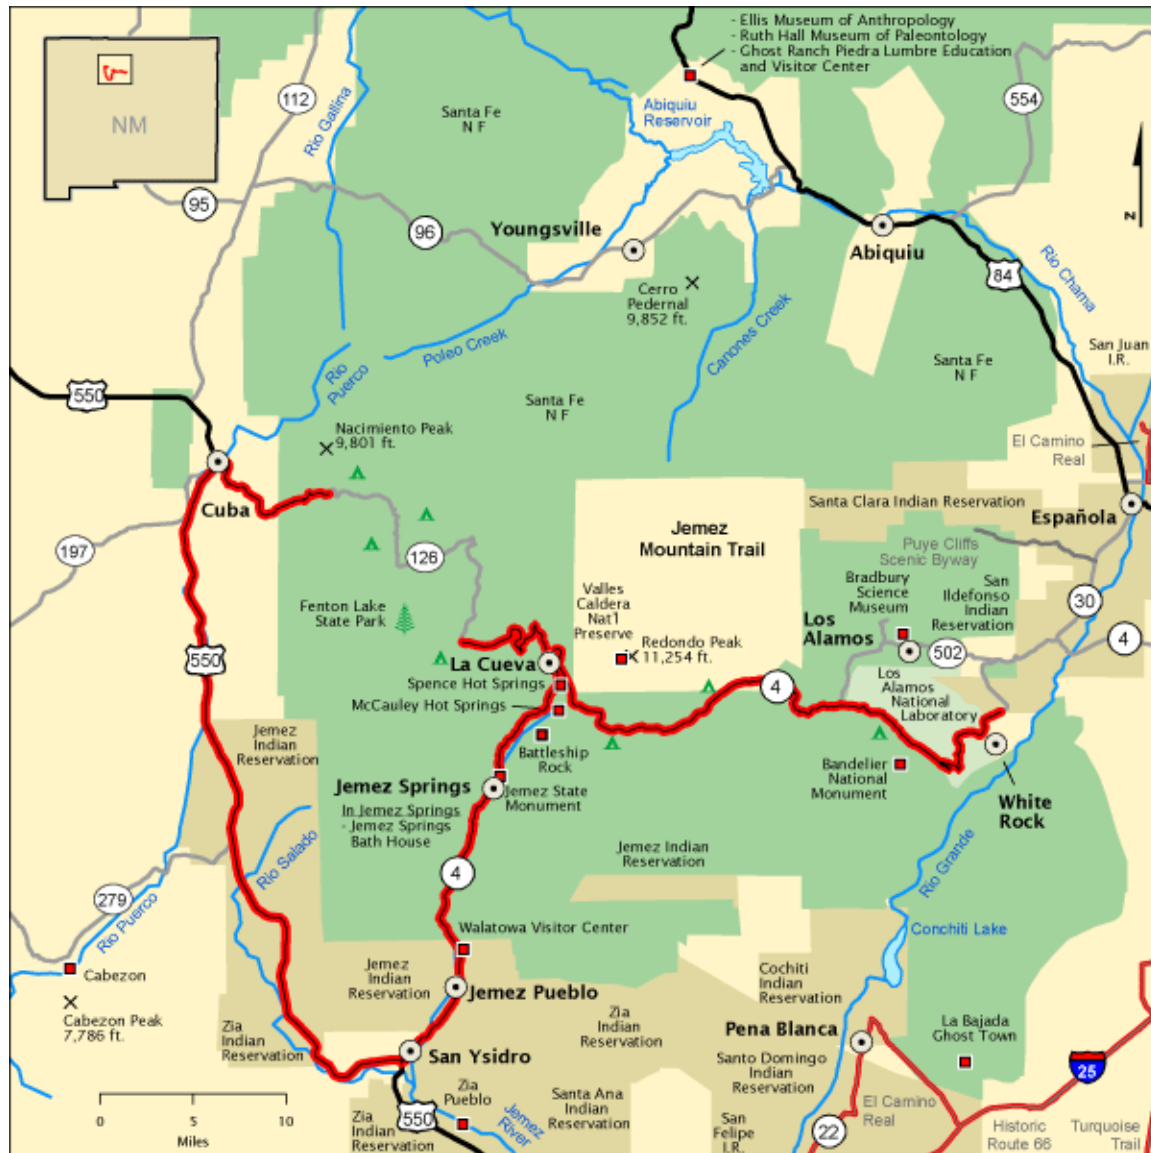 - Ellis Museum of Anthropology
- Ruth Hall Museum of Paleontology
- Ghost Ranch Piedra Lumbre Education
and Visitor Center
NM
112
Rio Gallina
Santa Fe
N F
Abiquiu
Reservoir
554
95
96
Youngsville
Abiquiu
N
84
Rio Chama
Cerro
Pedernal
9,852 ft.
Canones Creek
Poleo Creek
Rio
Puerco
San Juan
I.R.
Santa Fe
N F
Santa Fe
N F
550
Nacimiento Peak
9,801 ft.
El Camino
Real
Cuba
Santa Clara Indian Reservation
Española
Jemez
Mountain Trail
Puye Cliffs
Scenic Byway
197
126
Bradbury
Science
Museum
San
Ildefonso
Indian
Reservation
Valles
Caldera
Nat'l
Preserve
Fenton Lake
State Park
30
4
Los
Alamos
502
Redondo Peak
11,254 ft.
550
La Cueva
Spence Hot Springs
McCauley Hot Springs
4
Los
Alamos
National
Laboratory
Jemez
Indian
Reservation
Battleship
Rock
Bandelier
National
Monument
White
Rock
Jemez Springs
Jemez State
Monument
In Jemez Springs
- Jemez Springs
Bath House
Rio Salado
Jemez Indian
Reservation
Rio Grande
4
279
Rio Puerco
Walatowa Visitor Center
Conchiti Lake
Cabezon
Jemez
Indian
Reservation
Jemez Pueblo
Cochiti
Indian
Reservation
Cabezon Peak
7,786 ft.
Zia
Indian
Reservation
San Ysidro
Zia
Indian
Reservation
Pena Blanca
La Bajada
Ghost Town
Santo Domingo
Indian
Reservation
25
Zia
Pueblo
Santa Ana
Indian
Reservation
El Camino
Real
0 5 10
Miles
Zia
Indian
Reservation
550
Jemez
River
San
Felipe
I.R.
22
Historic
Route 66
Turquoise
Trail